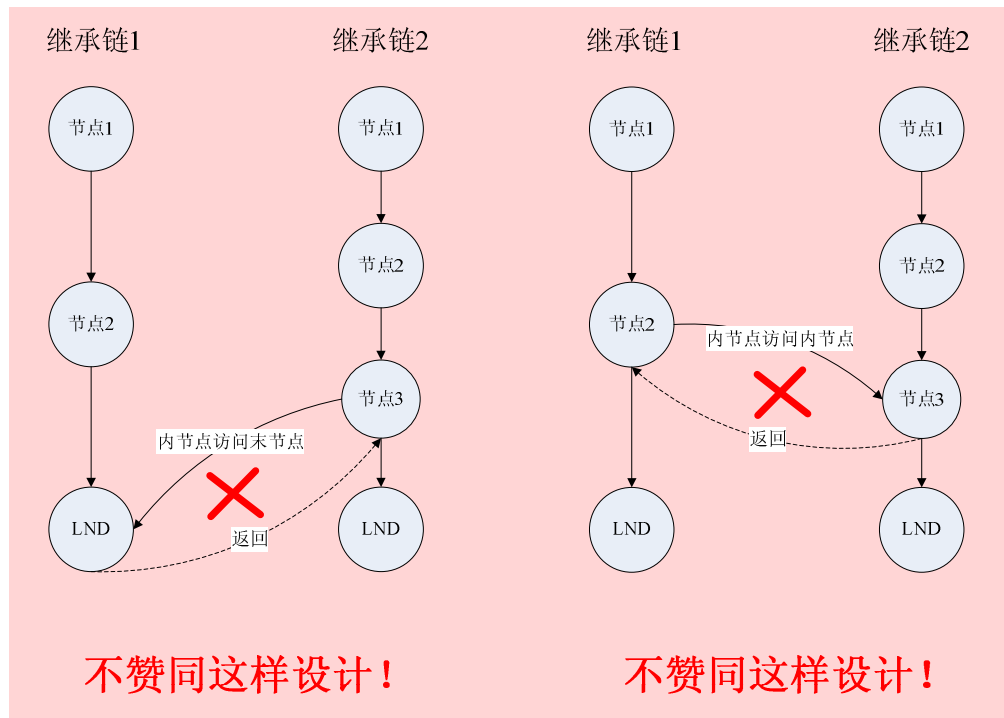 继承链1
继承链2
继承链1
继承链2
节点1
节点1
节点1
节点1
节点2
节点2
节点2
节点2
内节点访问内节点
节点3
节点3
内节点访问末节点
返回
LND
LND
LND
LND
返回
不赞同这样设计！
不赞同这样设计！